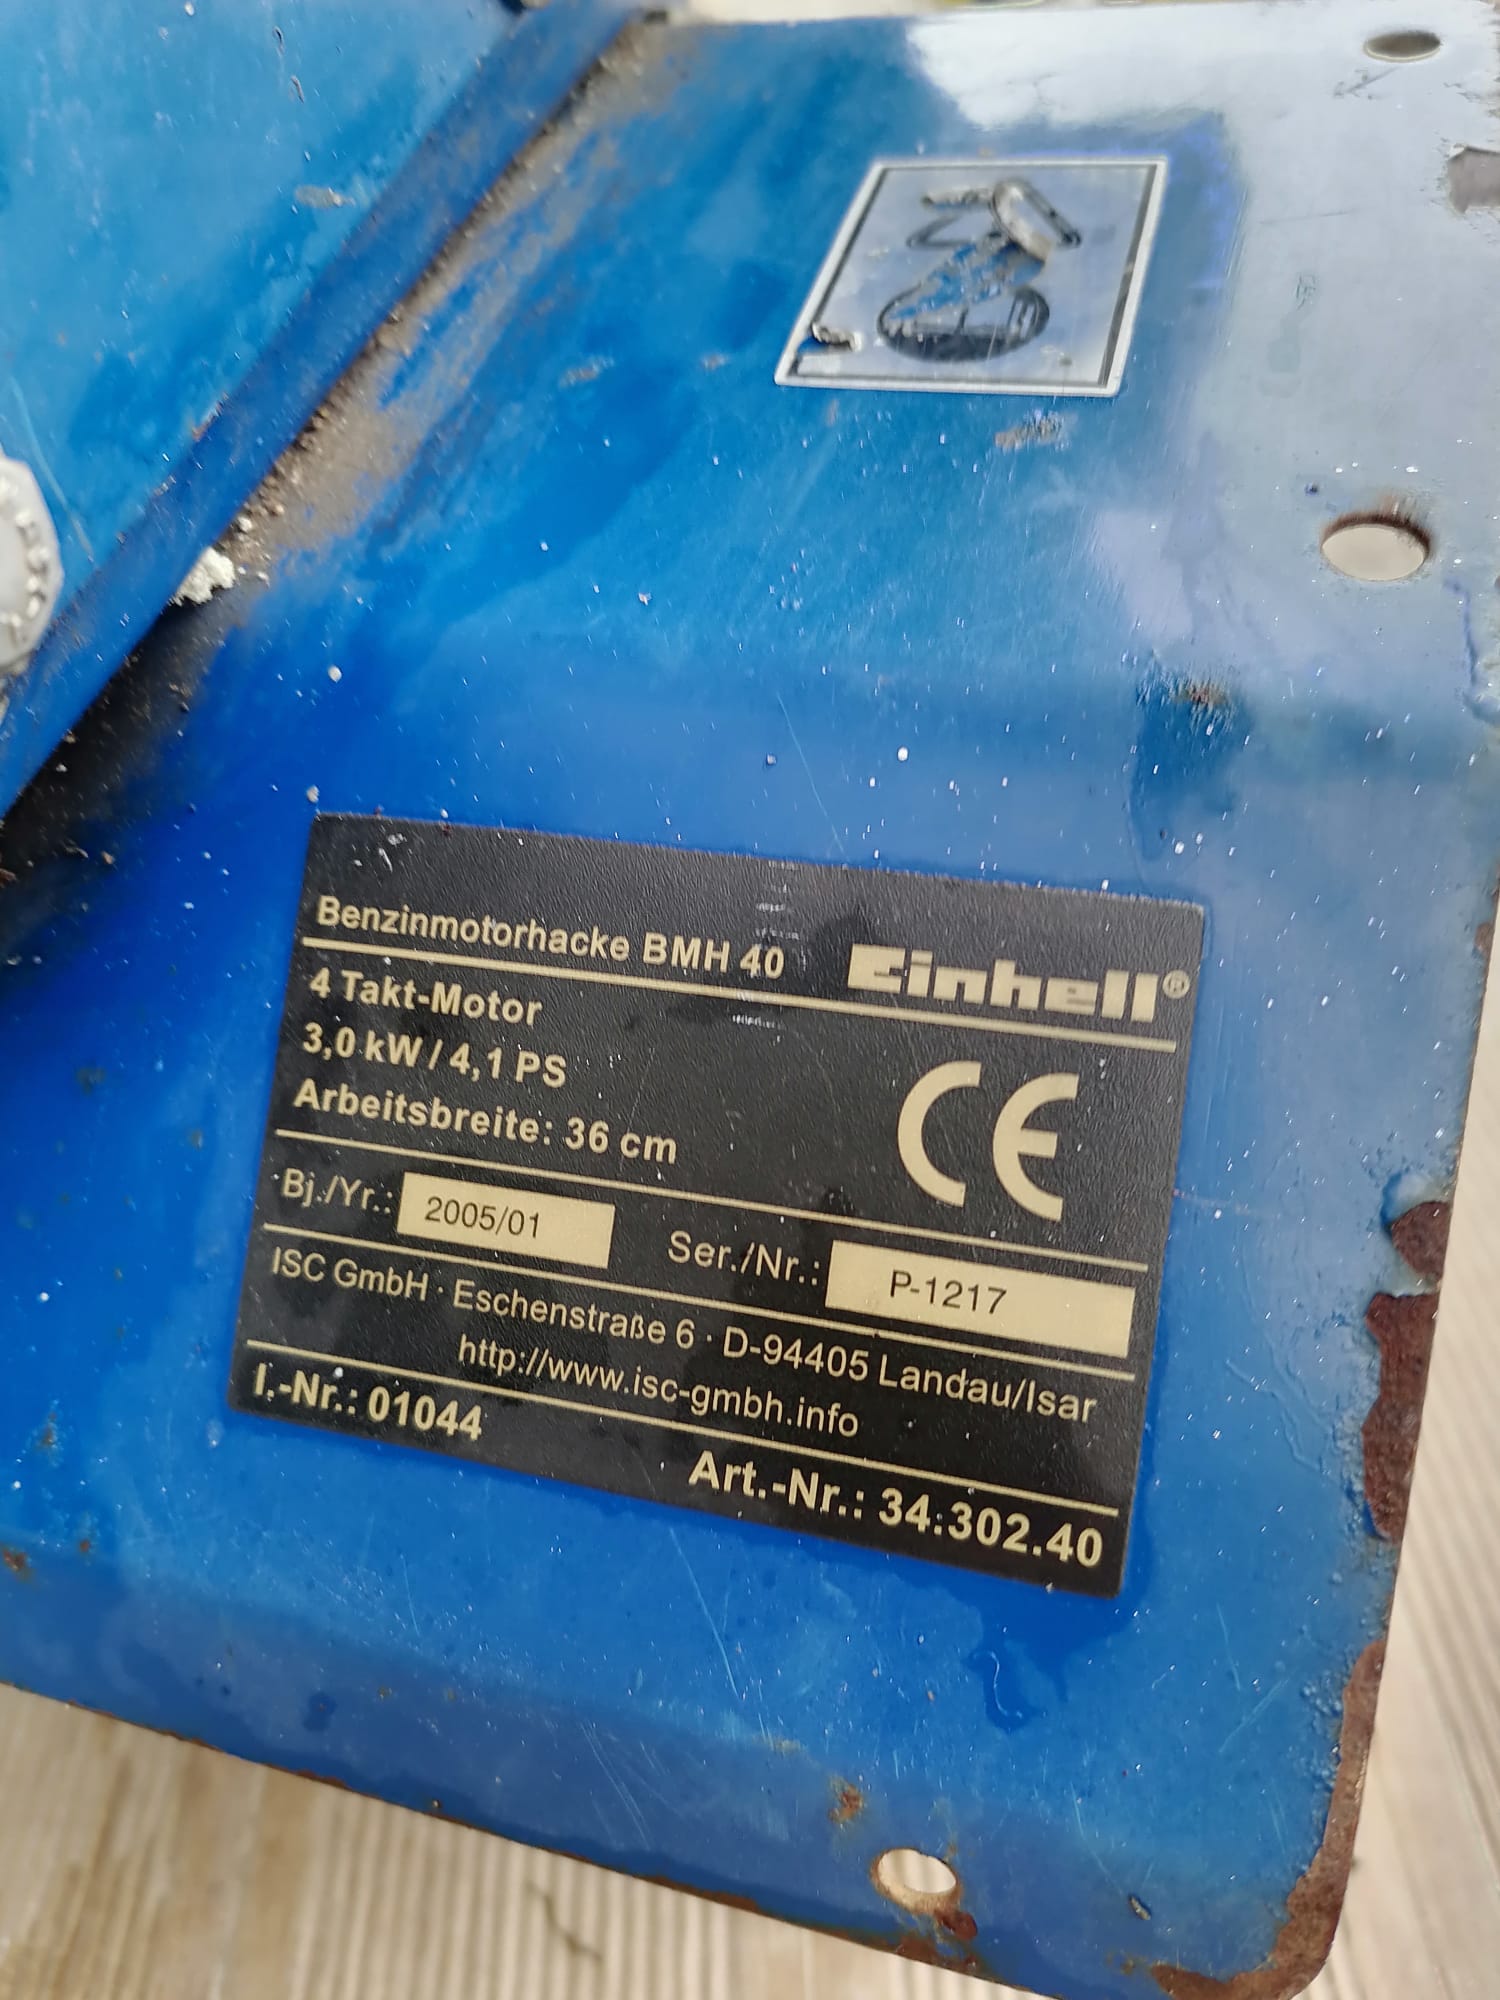 Benzinmotorhacke BMH 40 Einhell®
4 Takt-Motor
3,0 kW / 4,1 PS
Arbeitsbreite: 36 cm
CE
Bj./Yr.: 2005/01 Ser./Nr.: P-1217
ISC GmbH · Eschenstraße 6 · D-94405 Landau/Isar
http://www.isc-gmbh.info
I.-Nr.: 01044 Art.-Nr.: 34.302.40